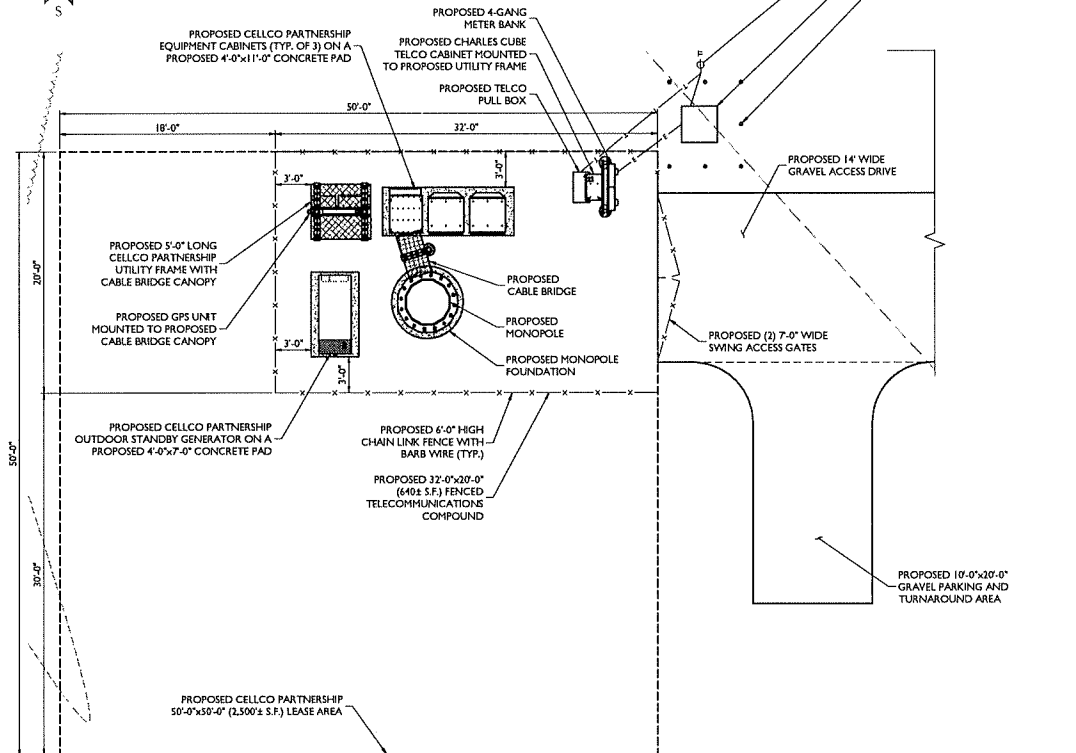 S
PROPOSED 4-GANG
METER BANK
PROPOSED CELLCO PARTNERSHIP
EQUIPMENT CABINETS (TYP. OF 3) ON A
PROPOSED 4'-0"x11'-0" CONCRETE PAD
PROPOSED CHARLES CUBE
TELCO CABINET MOUNTED
TO PROPOSED UTILITY FRAME
PROPOSED TELCO
PULL BOX
50'-0"
18'-0"
32'-0"
PROPOSED 14' WIDE
GRAVEL ACCESS DRIVE
3'-0"
3'-0"
PROPOSED 5'-0" LONG
CELLCO PARTNERSHIP
UTILITY FRAME WITH
CABLE BRIDGE CANOPY
20'-0"
PROPOSED
CABLE BRIDGE
PROPOSED GPS UNIT
MOUNTED TO PROPOSED
CABLE BRIDGE CANOPY
PROPOSED
MONOPOLE
PROPOSED (2) 7'-0" WIDE
SWING ACCESS GATES
3'-0"
PROPOSED MONOPOLE
FOUNDATION
3'-0"
PROPOSED CELLCO PARTNERSHIP
OUTDOOR STANDBY GENERATOR ON A
PROPOSED 4'-0"x7'-0" CONCRETE PAD
PROPOSED 6'-0" HIGH
CHAIN LINK FENCE WITH
BARB WIRE (TYP.)
50'-0"
PROPOSED 32'-0"x20'-0"
(640± S.F.) FENCED
TELECOMMUNICATIONS
COMPOUND
30'-0"
PROPOSED 10'-0"x20'-0"
GRAVEL PARKING AND
TURNAROUND AREA
PROPOSED CELLCO PARTNERSHIP
50'-0"x50'-0" (2,500'± S.F.) LEASE AREA